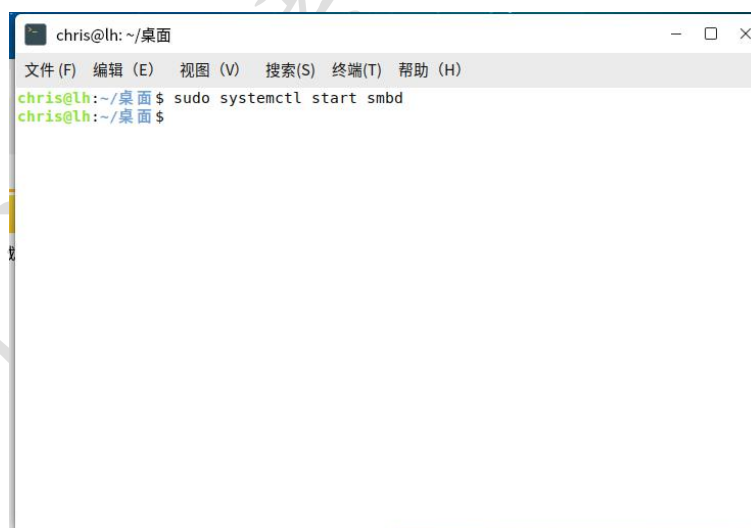 chris@lh: ~/桌面
文件(F) 编辑（E） 视图（V） 搜索(S) 终端(T) 帮助（H）
chris@lh:~/桌面$ sudo systemctl start smbd
chris@lh:~/桌面$